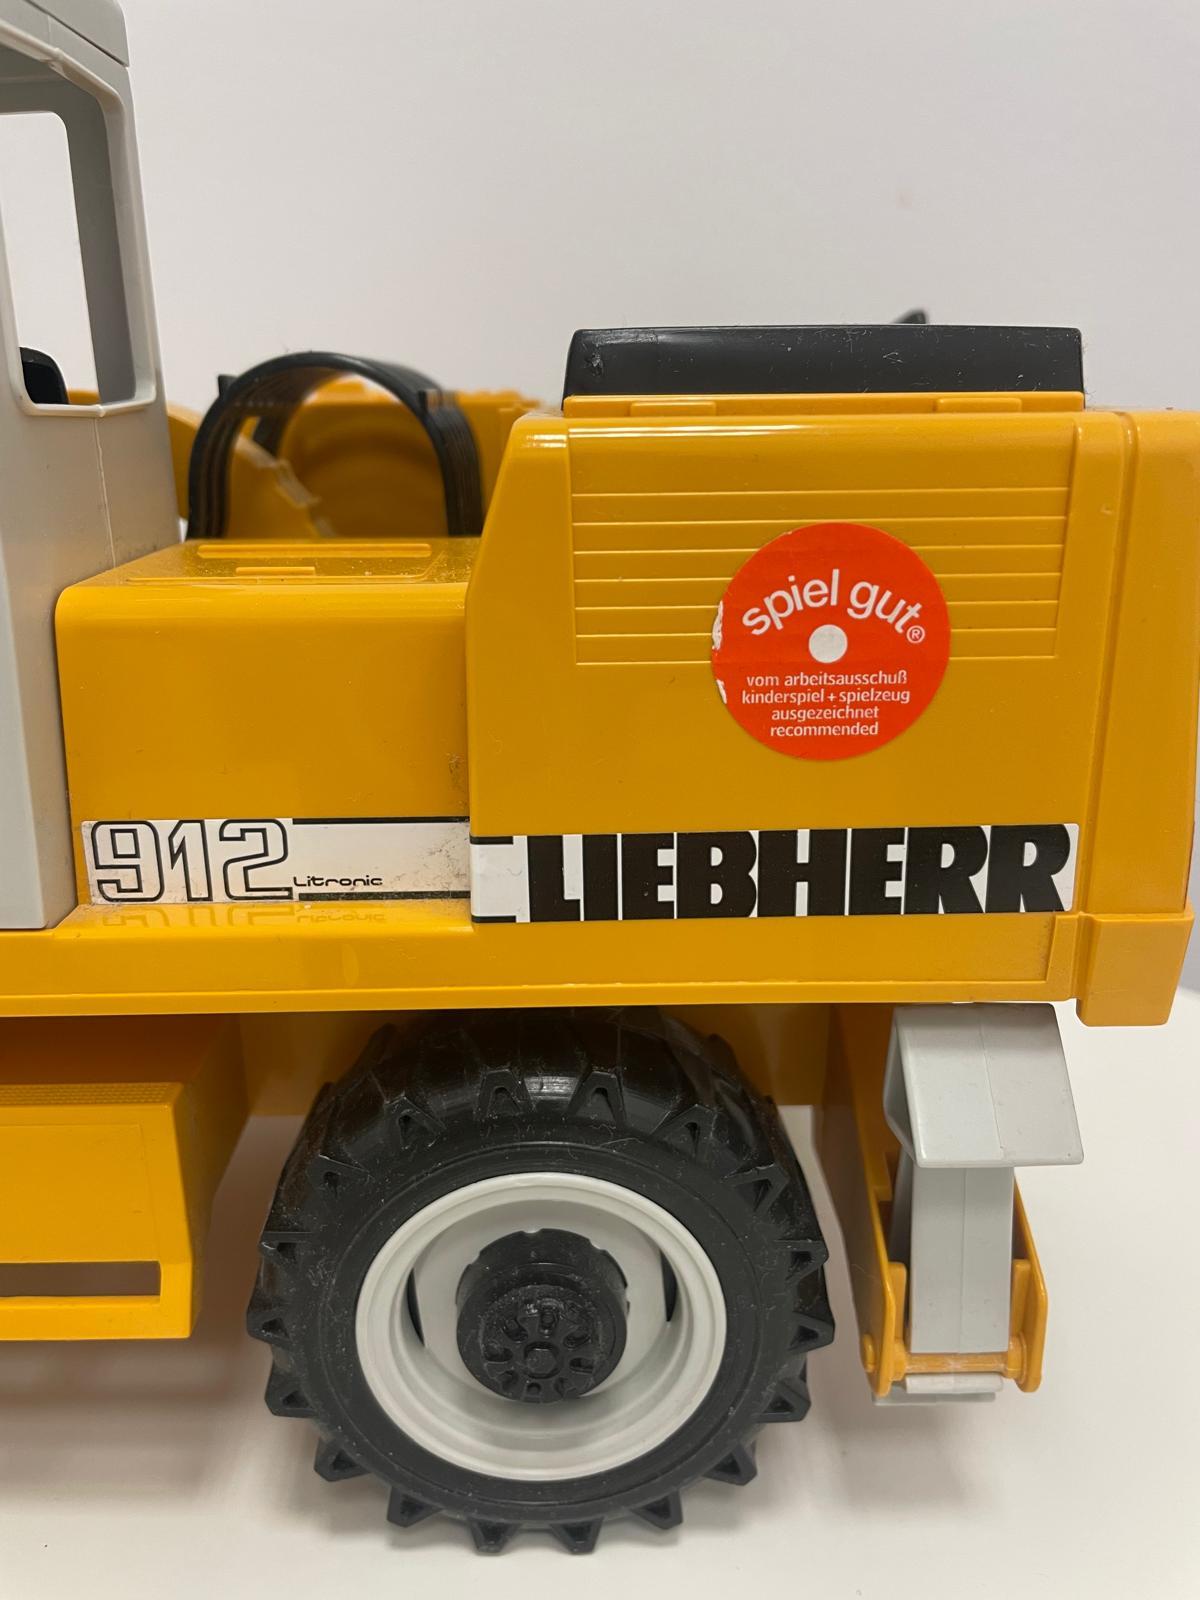 spiel gut®
vom arbeitsausschuß
kinderspiel + spielzeug
ausgezeichnet
recommended
912 Litronic
LIEBHERR